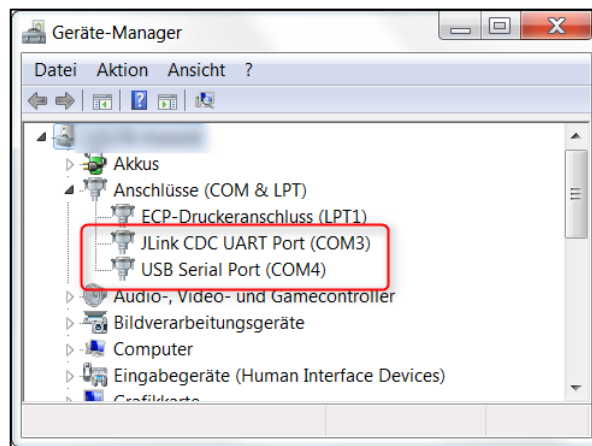 Geräte-Manager
Datei Aktion Ansicht ?
Akkus
Anschlüsse (COM & LPT)
ECP-Druckeranschluss (LPT1)
JLink CDC UART Port (COM3)
USB Serial Port (COM4)
Audio-, Video- und Gamecontroller
Bildverarbeitungsgeräte
Computer
Eingabegeräte (Human Interface Devices)
Grafikkarte